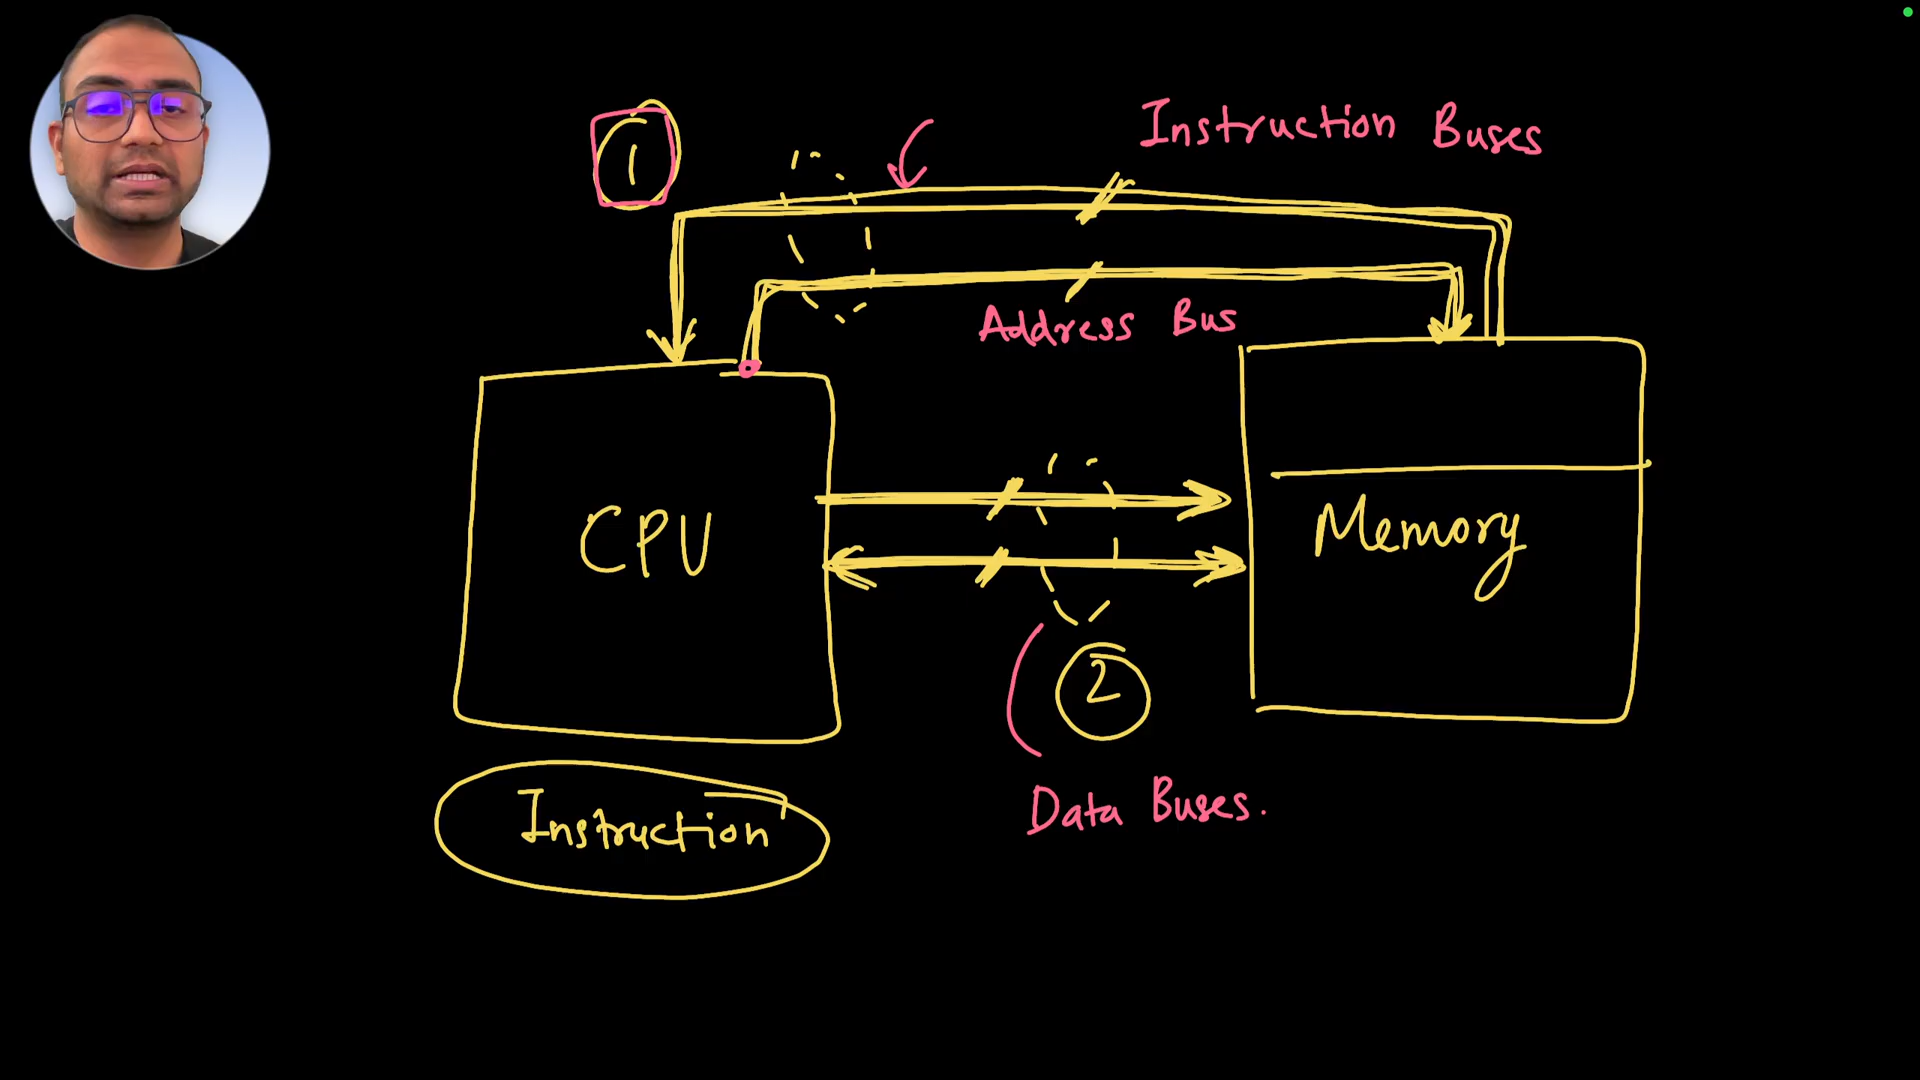 1
Instruction Buses
Address Bus
CPU
Memory
2
Data Buses.
Instruction